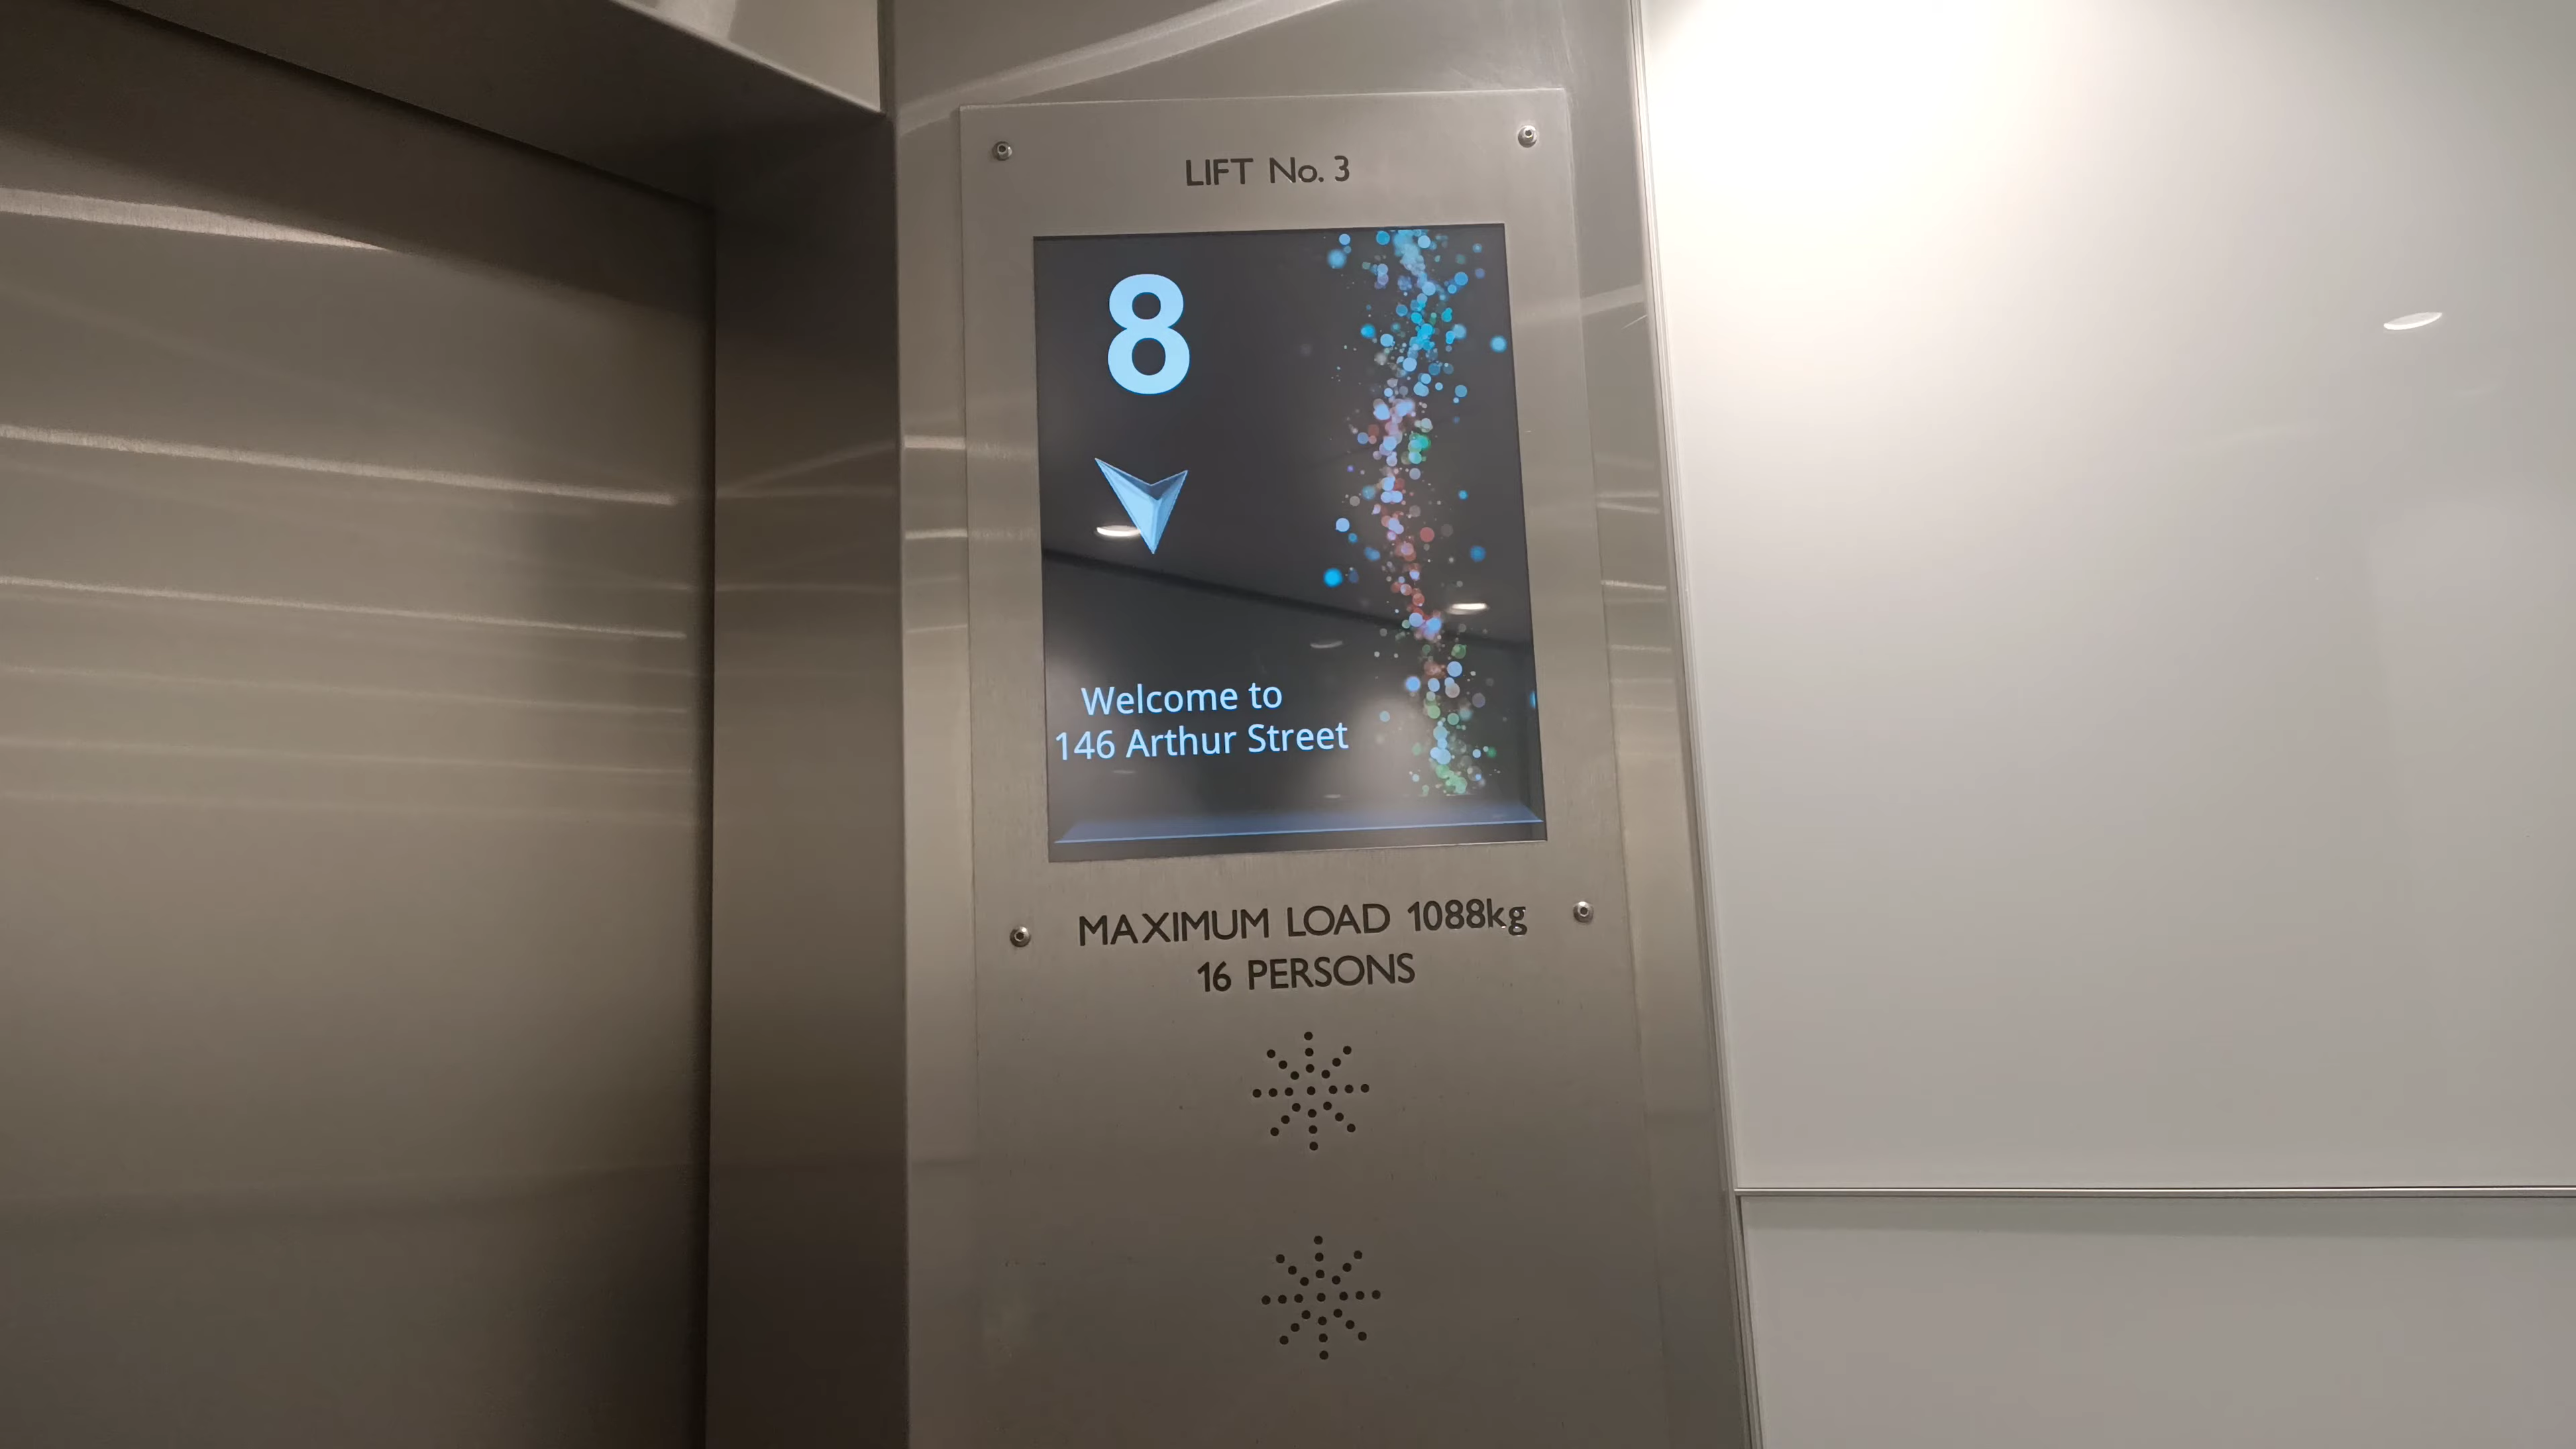 LIFT No. 3
8
Welcome to
146 Arthur Street
MAXIMUM LOAD 1088kg
16 PERSONS